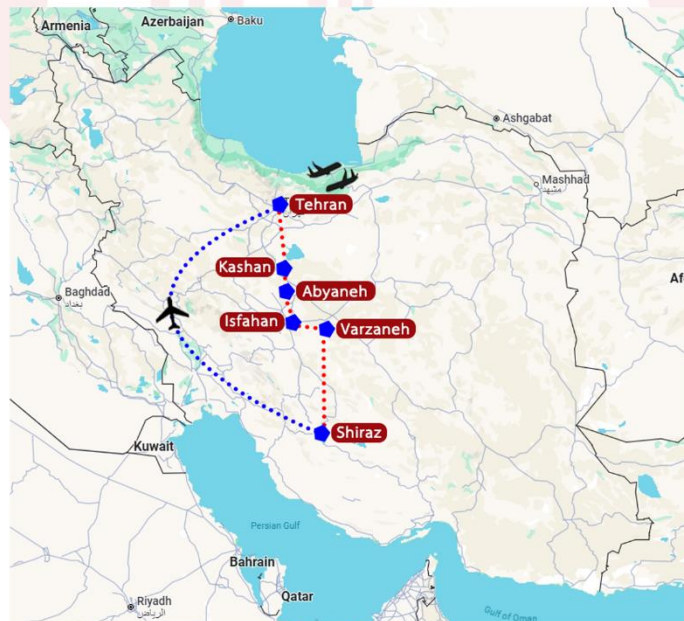 Armenia
Azerbaijan
Baku
Ashgabat
Mashhad
مشهد
Tehran
Kashan
Abyaneh
Baghdad
بغداد
Isfahan
Varzaneh
Shiraz
Kuwait
Persian Gulf
Bahrain
Qatar
Riyadh
الرياض
Gulf of Oman